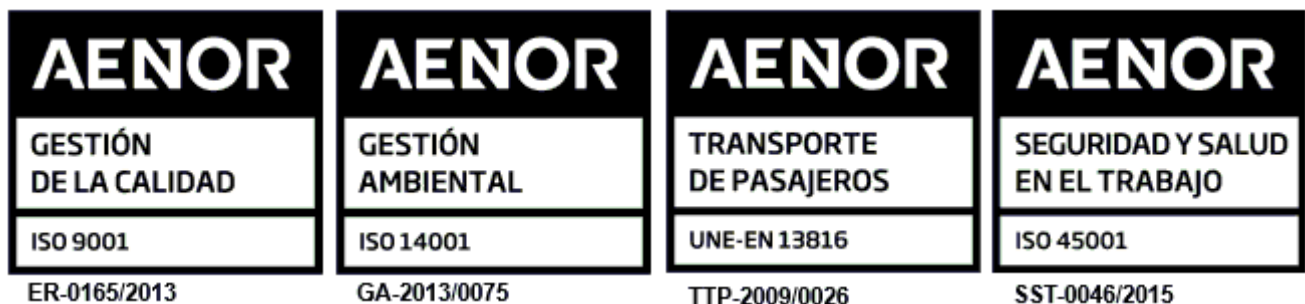 AENOR
GESTIÓN
DE LA CALIDAD
ISO 9001
ER-0165/2013
AENOR
GESTIÓN
AMBIENTAL
ISO 14001
GA-2013/0075
AENOR
TRANSPORTE
DE PASAJEROS
UNE-EN 13816
TTP-2009/0026
AENOR
SEGURIDAD Y SALUD
EN EL TRABAJO
ISO 45001
SST-0046/2015